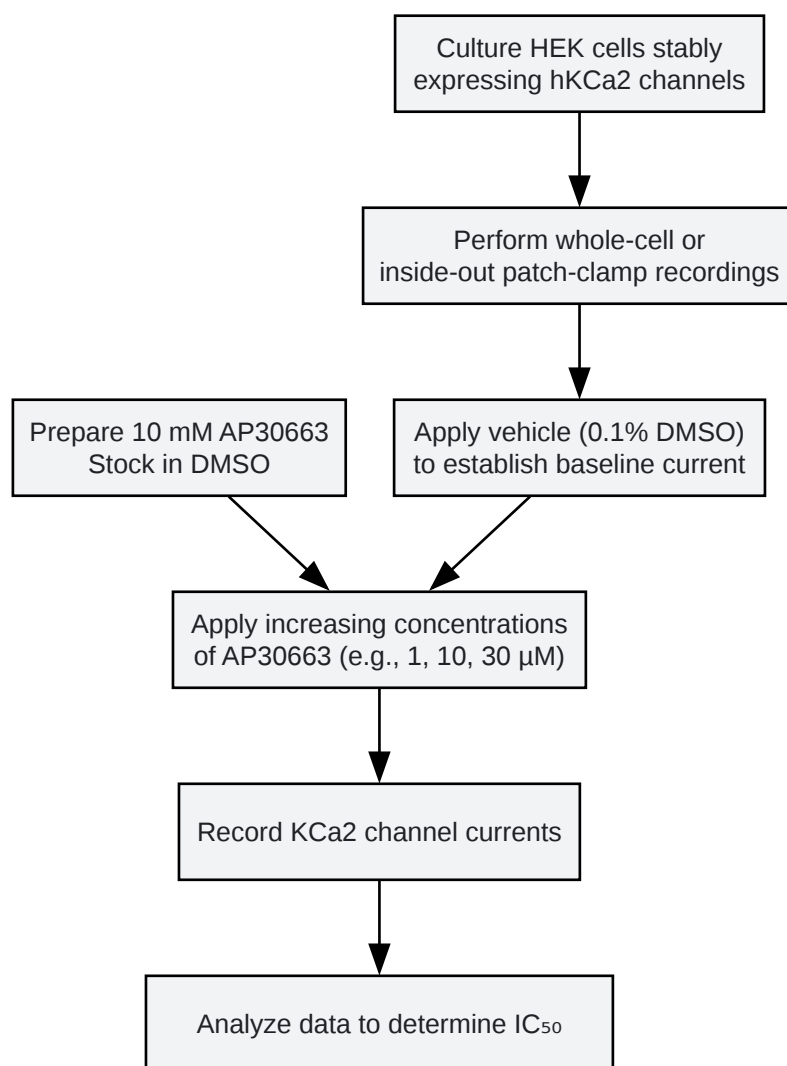 Culture HEK cells stably
expressing hKCa2 channels
Perform whole-cell or
inside-out patch-clamp recordings
Prepare 10 mM AP30663
Stock in DMSO
Apply vehicle (0.1% DMSO)
to establish baseline current
Apply increasing concentrations
of AP30663 (e.g., 1, 10, 30 µM)
Record KCa2 channel currents
Analyze data to determine IC₅₀